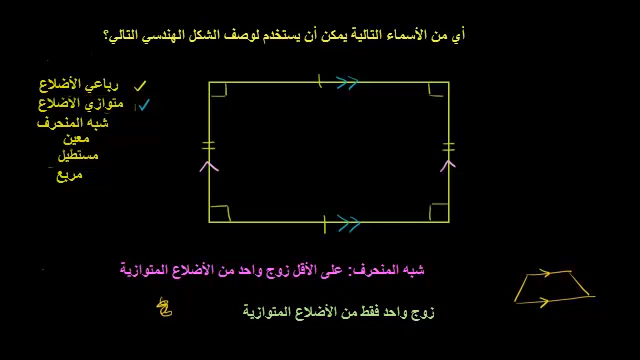 أي من الأسماء التالية يمكن أن يستخدم لوصف الشكل الهندسي التالي؟
رباعي الأضلاع
متوازي الأضلاع
شبه المنحرف
معين
مستطيل
مربع
شبه المنحرف: على الأقل زوج واحد من الأضلاع المتوازية
زوج واحد فقط من الأضلاع المتوازية